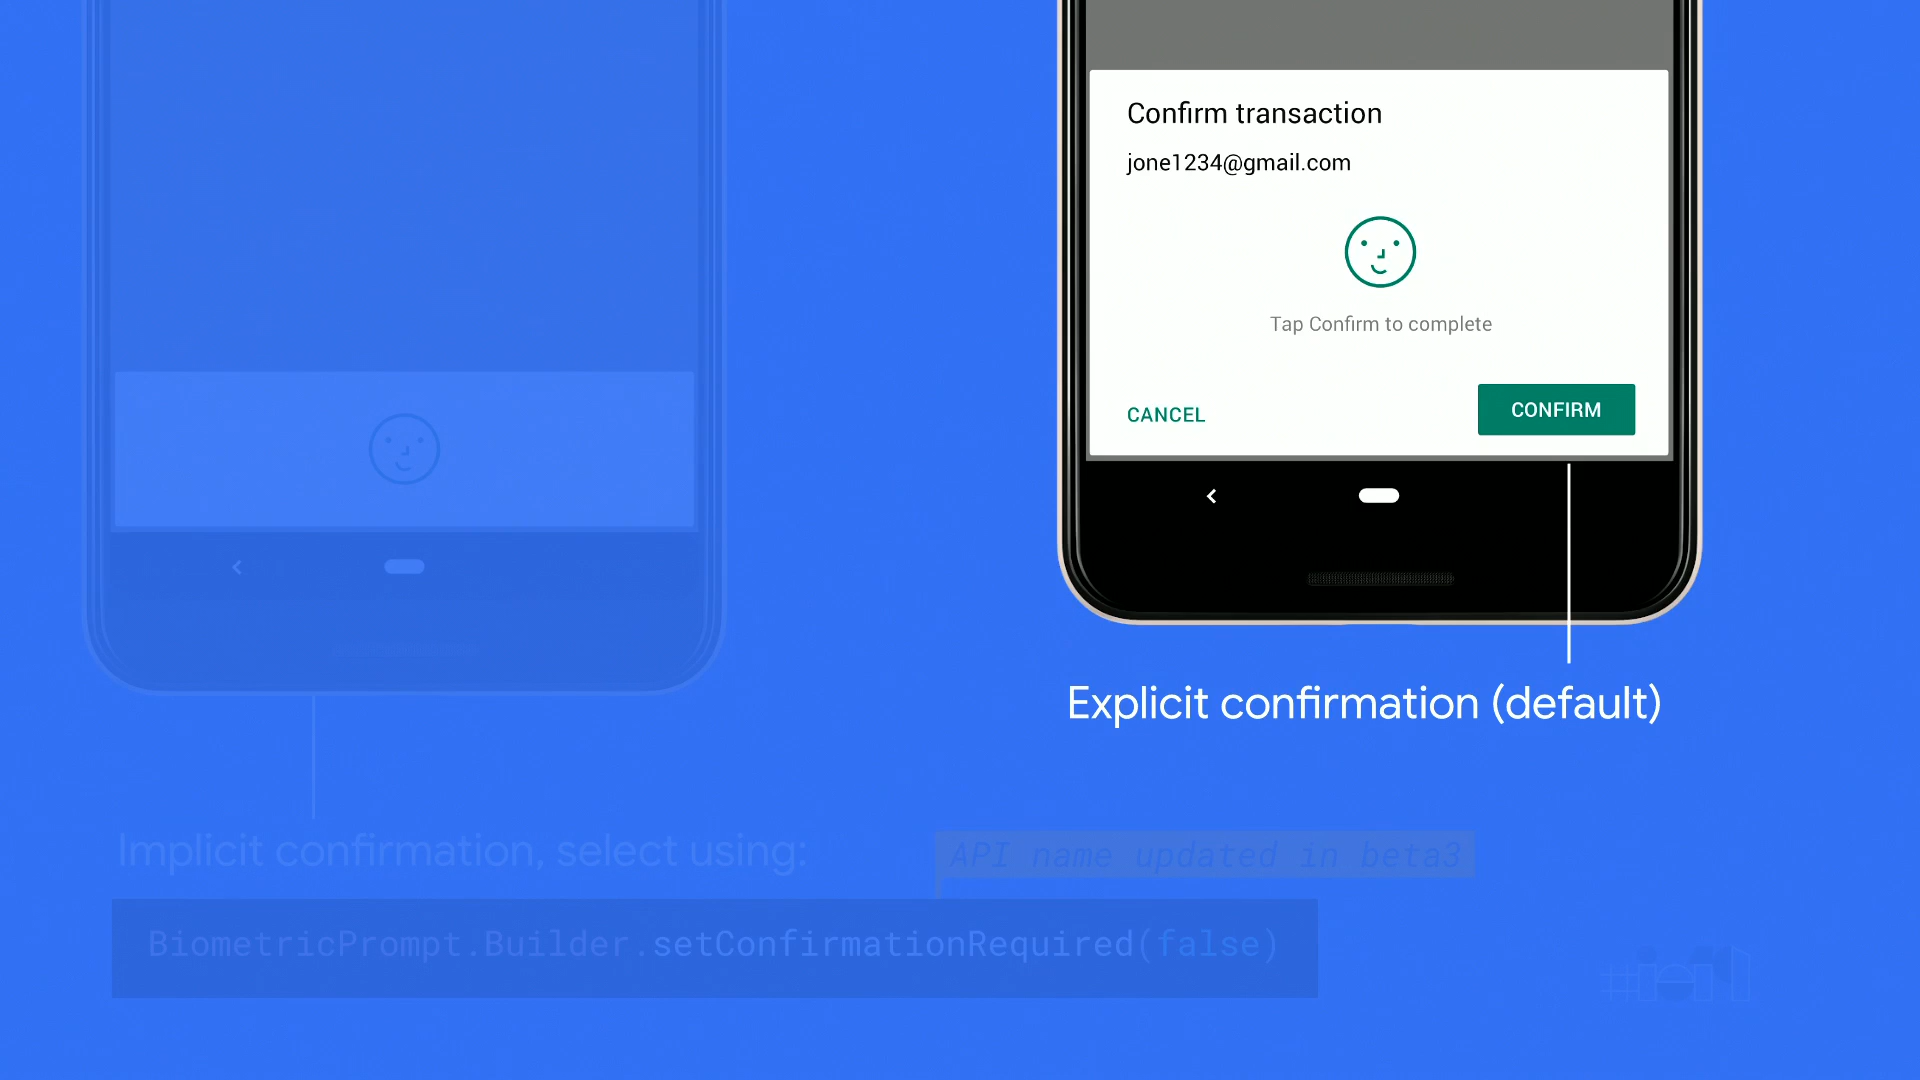 Confirm transaction
jone1234@gmail.com
Tap Confirm to complete
CANCEL
CONFIRM
Explicit confirmation (default)
Implicit confirmation, select using:
API name updated in beta3
BiometricPrompt.Builder.setConfirmationRequired(false)